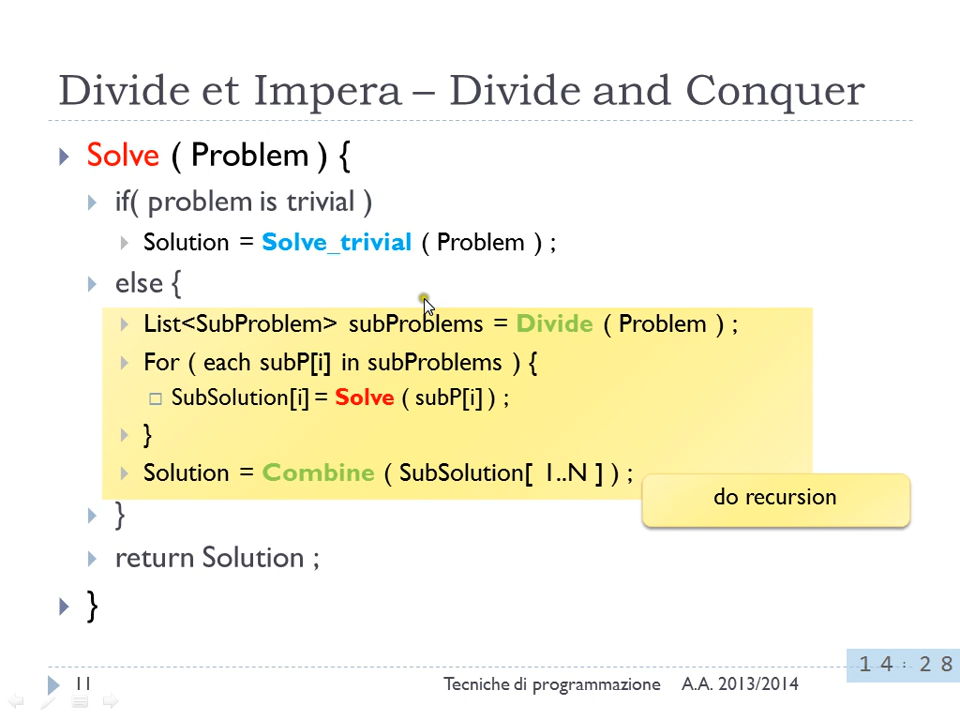 Divide et Impera – Divide and Conquer
Solve ( Problem ) {
if( problem is trivial )
Solution = Solve_trivial ( Problem ) ;
else {
List<SubProblem> subProblems = Divide ( Problem ) ;
For ( each subP[i] in subProblems ) {
SubSolution[i] = Solve ( subP[i] ) ;
}
Solution = Combine ( SubSolution[ 1..N ] ) ;
do recursion
}
return Solution ;
}
11 Tecniche di programmazione A.A. 2013/2014
14:28